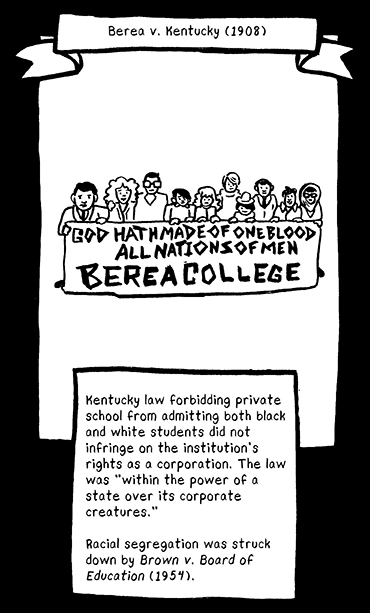 Berea v. Kentucky (1908)
GOD HATH MADE OF ONE BLOOD
ALL NATIONS OF MEN
BEREA COLLEGE
Kentucky law forbidding private
school from admitting both black
and white students did not
infringe on the institution's
rights as a corporation. The law
was "within the power of a
state over its corporate
creatures."
Racial segregation was struck
down by Brown v. Board of
Education (1954).